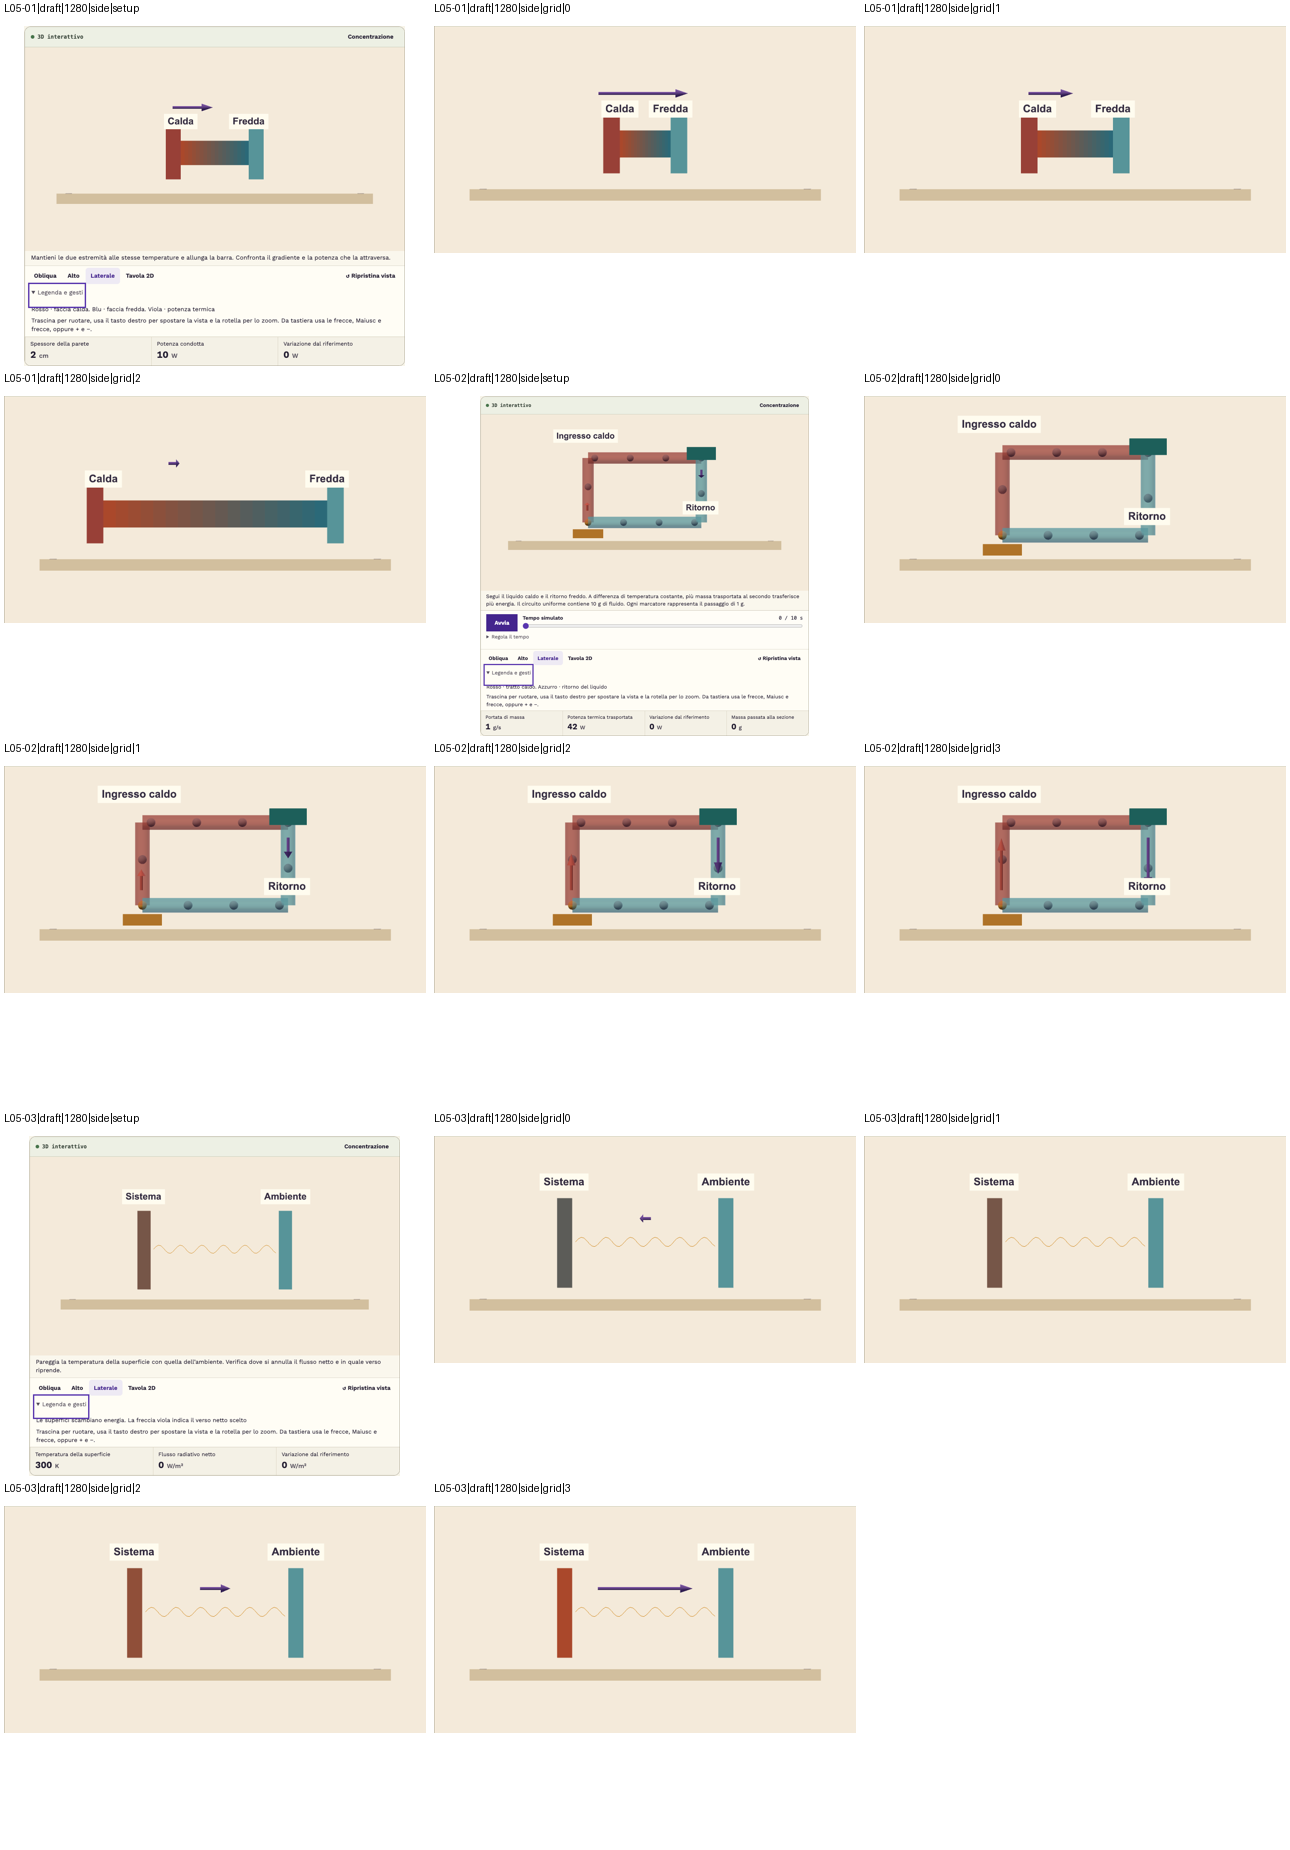 L05-01|draft|1280|side|setup
● 3D interattivo
Concentrazione
Calda
Fredda
Mantieni le due estremità alle stesse temperature e allunga la barra. Confronta il gradiente e la potenza che la attraversa.
Obliqua
Alto
Laterale
Tavola 2D
↺ Ripristina vista
▼ Legenda e gesti
Rosso · faccia calda. Blu · faccia fredda. Viola · potenza termica
Trascina per ruotare, usa il tasto destro per spostare la vista e la rotella per lo zoom. Da tastiera usa le frecce, Maiusc e
frecce, oppure + e −.
Spessore della parete
2 cm
Potenza condotta
10 W
Variazione dal riferimento
0 W
L05-01|draft|1280|side|grid|0
Calda
Fredda
L05-01|draft|1280|side|grid|1
Calda
Fredda
L05-01|draft|1280|side|grid|2
Calda
Fredda
L05-02|draft|1280|side|setup
● 3D interattivo
Concentrazione
Ingresso caldo
Ritorno
Segui il liquido caldo e il ritorno freddo. A differenza di temperatura costante, più massa trasportata al secondo trasferisce
più energia. Il circuito uniforme contiene 10 g di fluido. Ogni marcatore rappresenta il passaggio di 1 g.
Avvia
Tempo simulato
0 / 10 s
▶ Regola il tempo
Obliqua
Alto
Laterale
Tavola 2D
↺ Ripristina vista
▼ Legenda e gesti
Rosso · tratto caldo. Azzurro · ritorno del liquido
Trascina per ruotare, usa il tasto destro per spostare la vista e la rotella per lo zoom. Da tastiera usa le frecce, Maiusc e
frecce, oppure + e −.
Portata di massa
1 g/s
Potenza termica trasportata
42 W
Variazione dal riferimento
0 W
Massa passata alla sezione
0 g
L05-02|draft|1280|side|grid|0
Ingresso caldo
Ritorno
L05-02|draft|1280|side|grid|1
Ingresso caldo
Ritorno
L05-02|draft|1280|side|grid|2
Ingresso caldo
Ritorno
L05-02|draft|1280|side|grid|3
Ingresso caldo
Ritorno
L05-03|draft|1280|side|setup
● 3D interattivo
Concentrazione
Sistema
Ambiente
Pareggia la temperatura della superficie con quella dell'ambiente. Verifica dove si annulla il flusso netto e in quale verso
riprende.
Obliqua
Alto
Laterale
Tavola 2D
↺ Ripristina vista
▼ Legenda e gesti
Le superfici scambiano energia. La freccia viola indica il verso netto scelto
Trascina per ruotare, usa il tasto destro per spostare la vista e la rotella per lo zoom. Da tastiera usa le frecce, Maiusc e
frecce, oppure + e −.
Temperatura della superficie
300 K
Flusso radiativo netto
0 W/m²
Variazione dal riferimento
0 W/m²
L05-03|draft|1280|side|grid|0
Sistema
Ambiente
L05-03|draft|1280|side|grid|1
Sistema
Ambiente
L05-03|draft|1280|side|grid|2
Sistema
Ambiente
L05-03|draft|1280|side|grid|3
Sistema
Ambiente